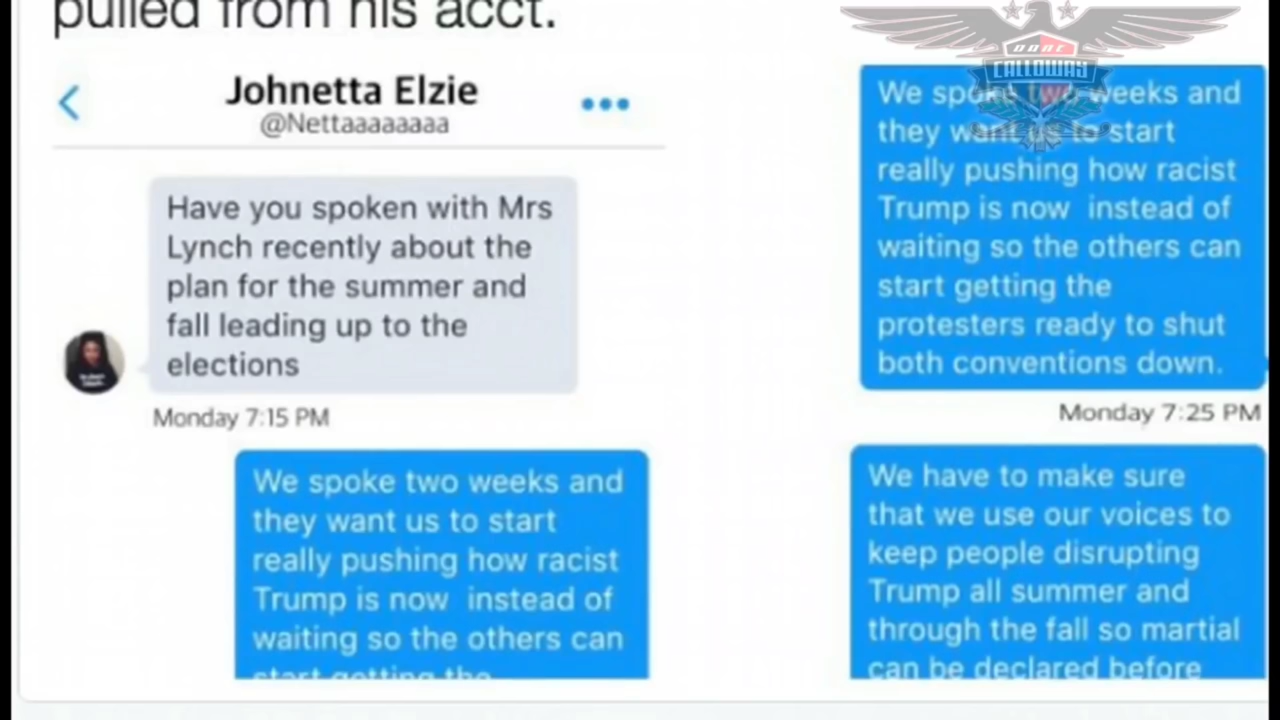 pulled from his acct.
Johnetta Elzie
@Nettaaaaaaaa
Have you spoken with Mrs
Lynch recently about the
plan for the summer and
fall leading up to the
elections
Monday 7:15 PM
We spoke two weeks and
they want us to start
really pushing how racist
Trump is now instead of
waiting so the others can
start getting the
DOBE
CALLOWAY
We spoke two weeks and
they want us to start
really pushing how racist
Trump is now instead of
waiting so the others can
start getting the
protesters ready to shut
both conventions down.
Monday 7:25 PM
We have to make sure
that we use our voices to
keep people disrupting
Trump all summer and
through the fall so martial
can be declared before